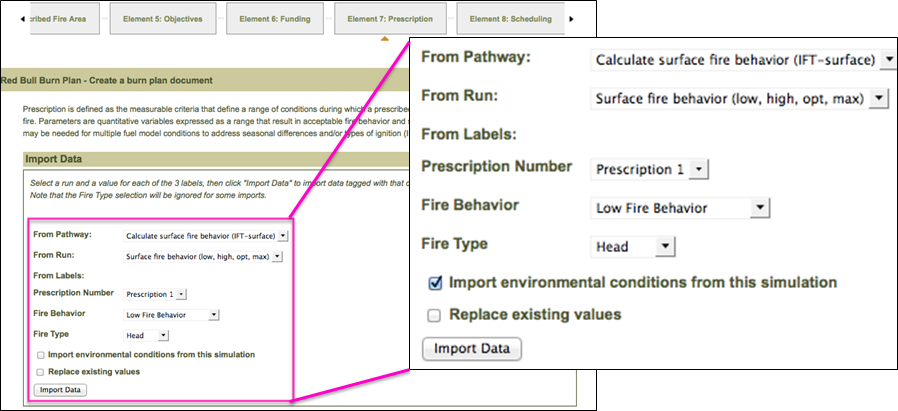 cribed Fire Area
Element 5: Objectives
Element 6: Funding
Element 7: Prescription
Element 8: Scheduling
Red Bull Burn Plan - Create a burn plan document
Prescription is defined as the measurable criteria that define a range of conditions during which a prescribe
fire. Parameters are quantitative variables expressed as a range that result in acceptable fire behavior and
may be needed for multiple fuel model conditions to address seasonal differences and/or types of ignition (I
Import Data
Select a run and a value for each of the 3 labels, then click "Import Data" to import data tagged with that
Note that the Fire Type selection will be ignored for some imports.
From Pathway: Calculate surface fire behavior (IFT-surface)
From Run: Surface fire behavior (low, high, opt, max)
From Labels:
Prescription Number Prescription 1
Fire Behavior Low Fire Behavior
Fire Type Head
Import environmental conditions from this simulation
Replace existing values
Import Data
From Pathway: Calculate surface fire behavior (IFT-surface)
From Run: Surface fire behavior (low, high, opt, max)
From Labels:
Prescription Number Prescription 1
Fire Behavior Low Fire Behavior
Fire Type Head
Import environmental conditions from this simulation
Replace existing values
Import Data